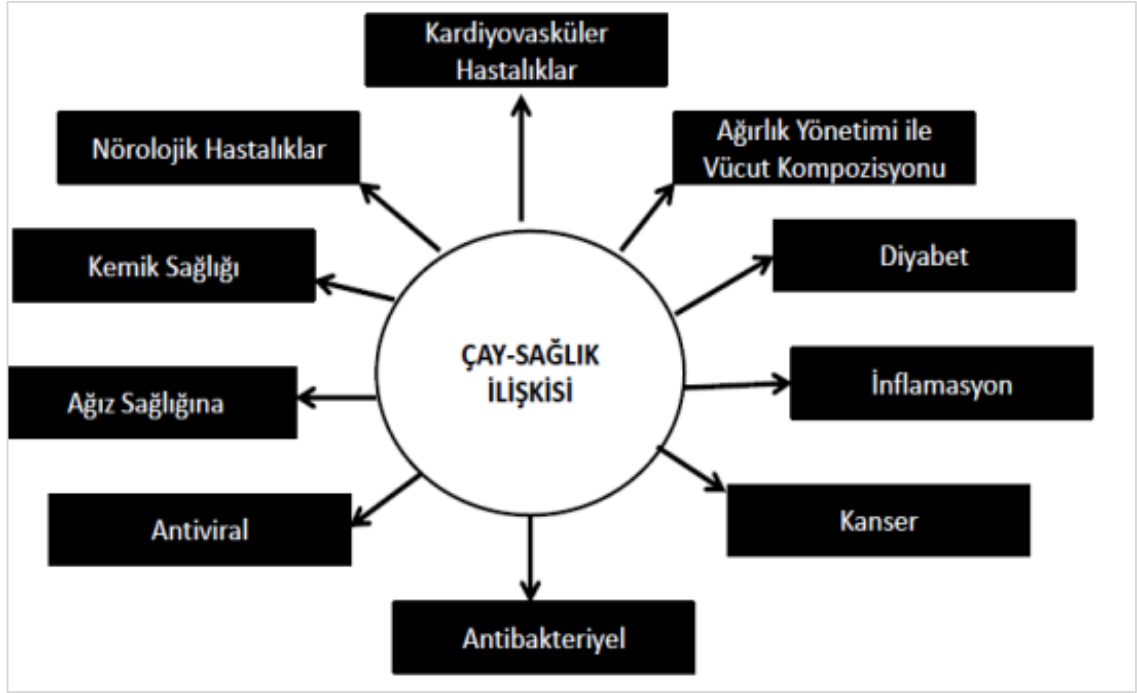 Kardiyovasküler
Hastalıklar
Nörolojik Hastalıklar
Ağırlık Yönetimi ile
Vücut Kompozisyonu
Kemik Sağlığı
Diyabet
ÇAY-SAĞLIK
İLİŞKİSİ
İnflamasyon
Ağız Sağlığına
Antiviral
Kanser
Antibakteriyel